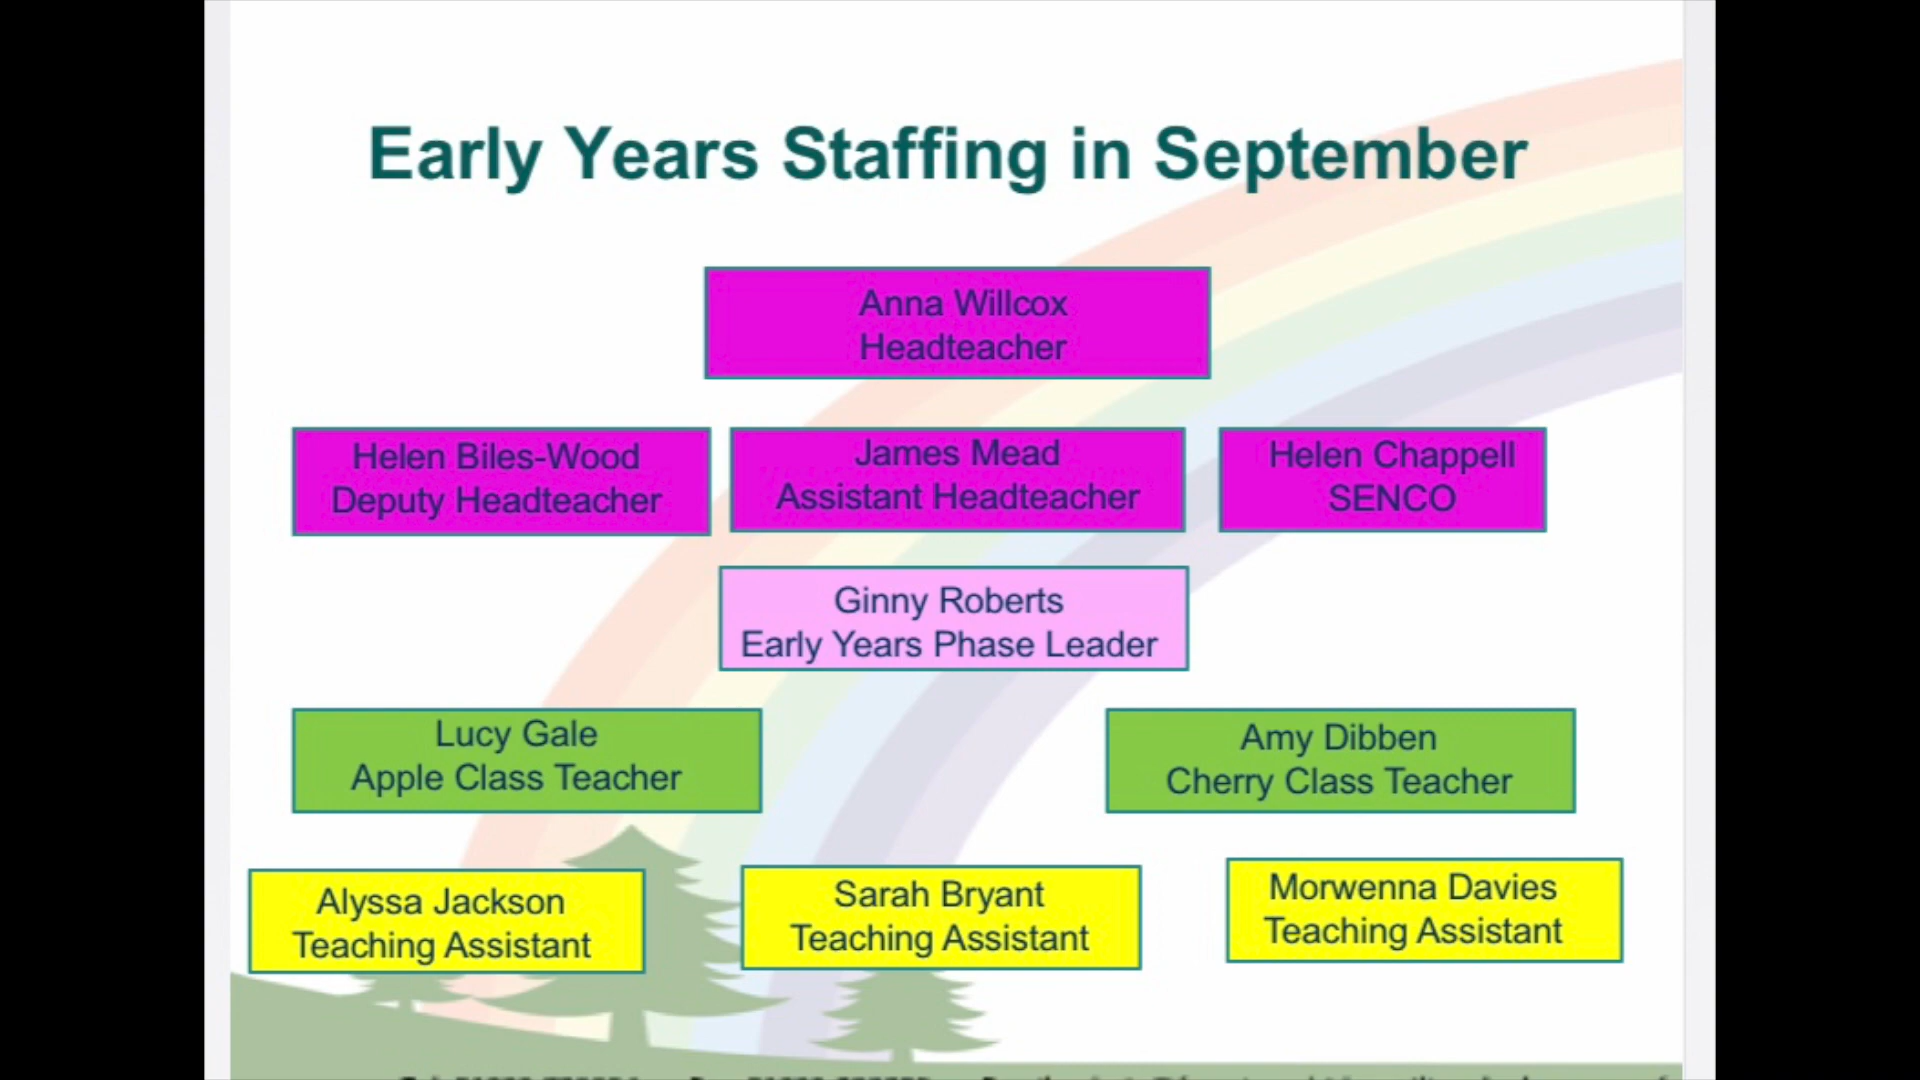 Early Years Staffing in September
Anna Willcox
Headteacher
Helen Biles-Wood
Deputy Headteacher
James Mead
Assistant Headteacher
Helen Chappell
SENCO
Ginny Roberts
Early Years Phase Leader
Lucy Gale
Apple Class Teacher
Amy Dibben
Cherry Class Teacher
Alyssa Jackson
Teaching Assistant
Sarah Bryant
Teaching Assistant
Morwenna Davies
Teaching Assistant